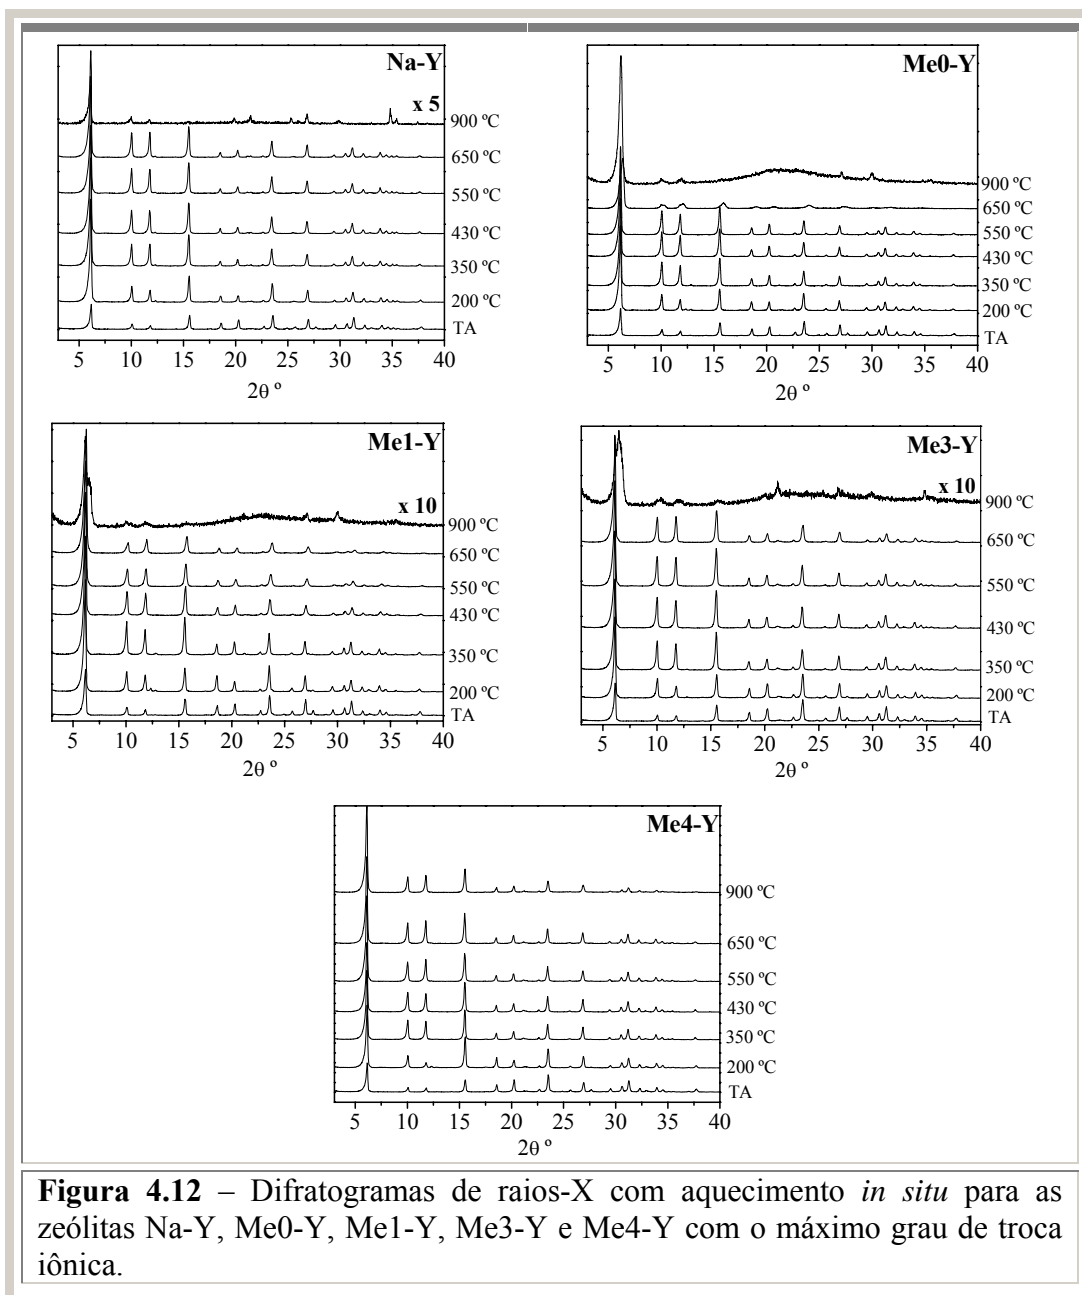 Na-Y
x 5
900 ºC
650 ºC
550 ºC
430 ºC
350 ºC
200 ºC
TA
5 10 15 20 25 30 35 40
2θ º
Me0-Y
900 ºC
650 ºC
550 ºC
430 ºC
350 ºC
200 ºC
TA
5 10 15 20 25 30 35 40
2θ º
Me1-Y
x 10
900 ºC
650 ºC
550 ºC
430 ºC
350 ºC
200 ºC
TA
5 10 15 20 25 30 35 40
2θ º
Me3-Y
x 10
900 ºC
650 ºC
550 ºC
430 ºC
350 ºC
200 ºC
TA
5 10 15 20 25 30 35 40
2θ º
Me4-Y
900 ºC
650 ºC
550 ºC
430 ºC
350 ºC
200 ºC
TA
5 10 15 20 25 30 35 40
2θ º
Figura 4.12 – Difratogramas de raios-X com aquecimento in situ para as
zeólitas Na-Y, Me0-Y, Me1-Y, Me3-Y e Me4-Y com o máximo grau de troca
iônica.